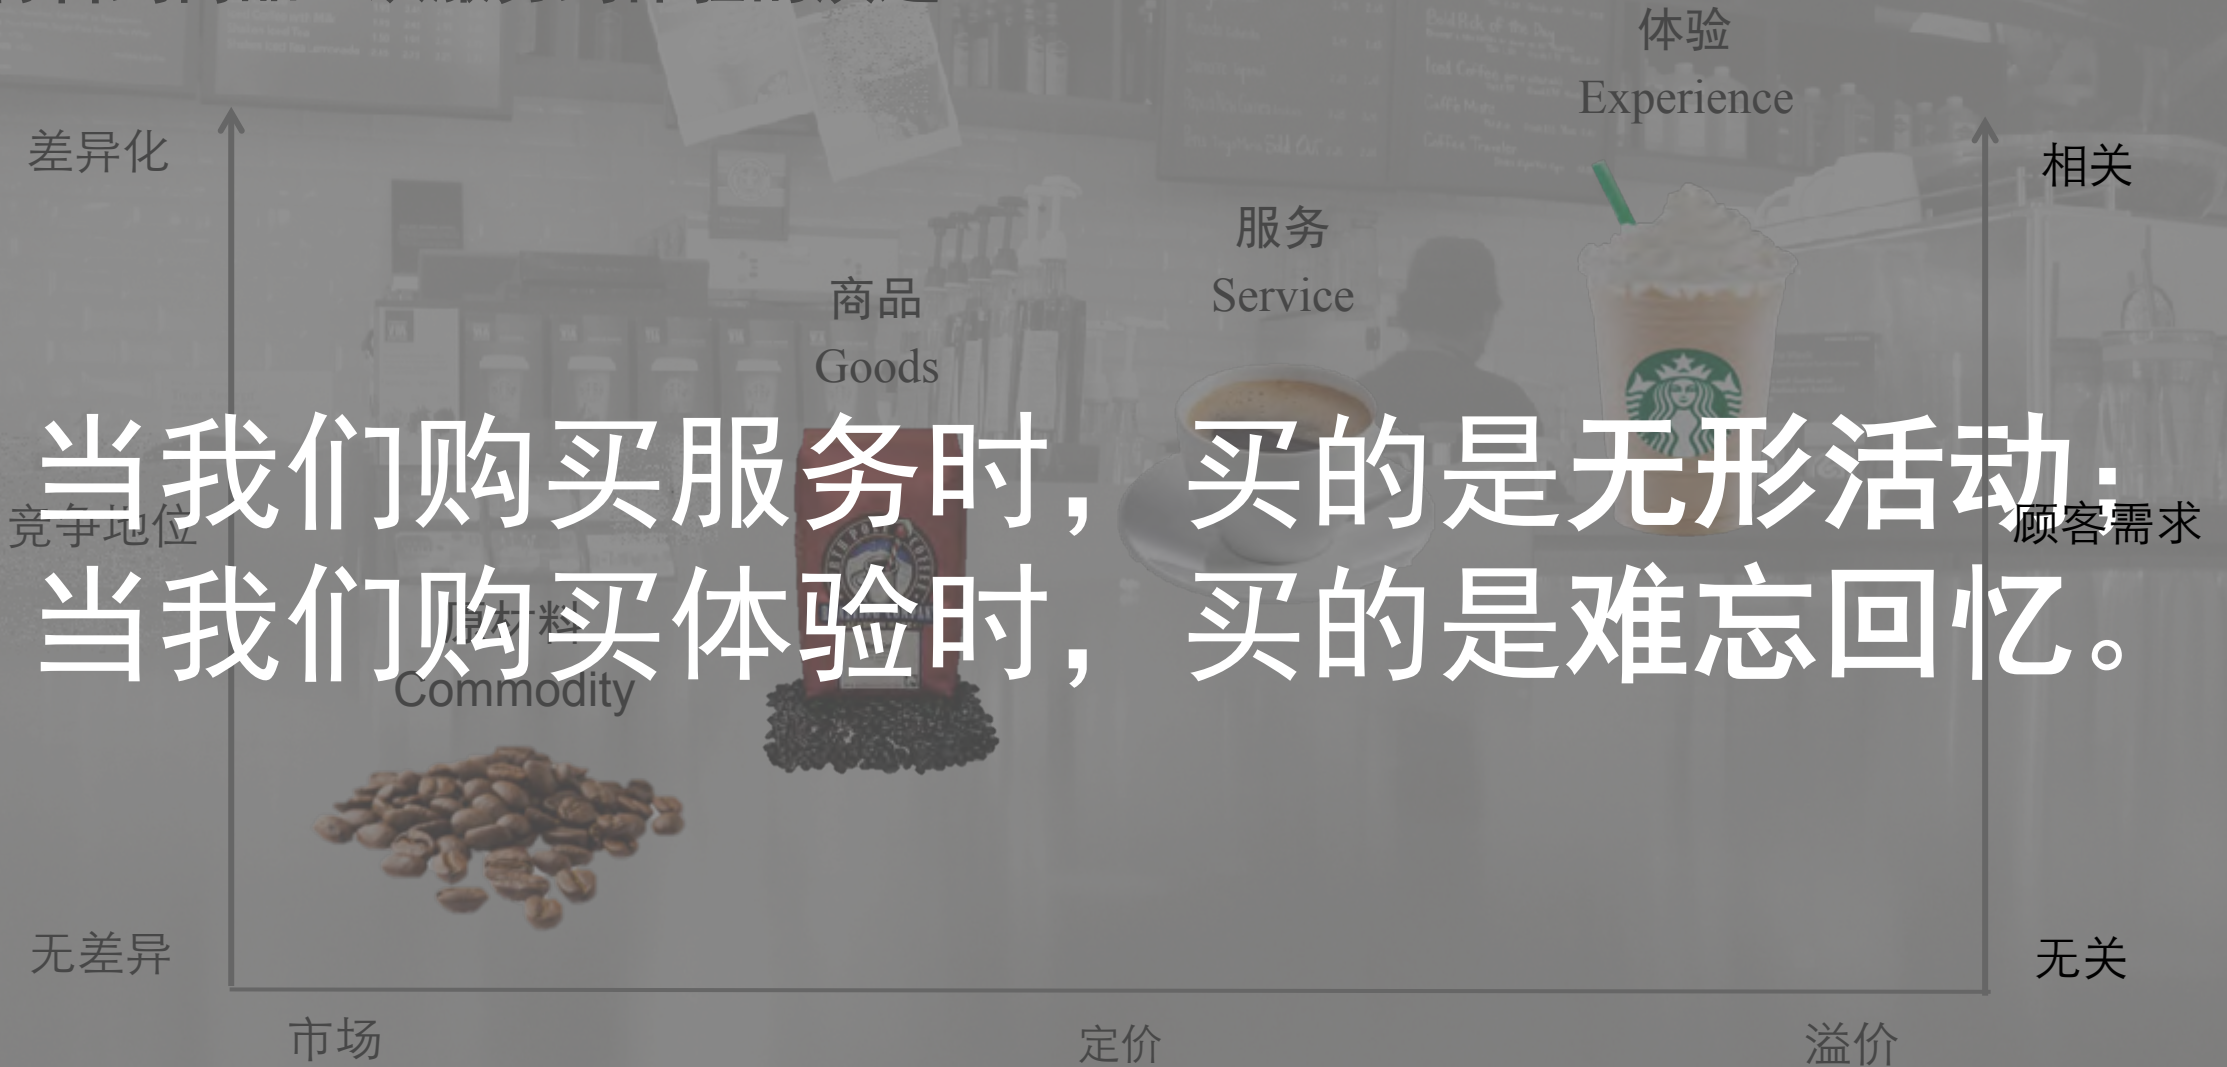 体验
Experience
差异化
相关
服务
Service
商品
Goods
当我们购买服务时，买的是无形活动；
竞争地位
顾客需求
当我们购买体验时，买的是难忘回忆。
原材料
Commodity
无差异
无关
市场
定价
溢价